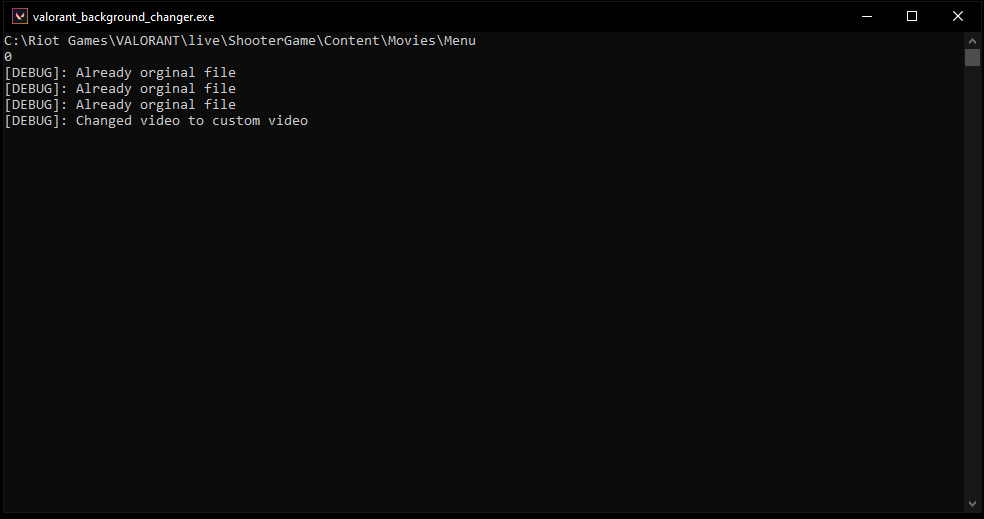 valorant_background_changer.exe
C:\Riot Games\VALORANT\live\ShooterGame\Content\Movies\Menu
0
[DEBUG]: Already orginal file
[DEBUG]: Already orginal file
[DEBUG]: Already orginal file
[DEBUG]: Changed video to custom video